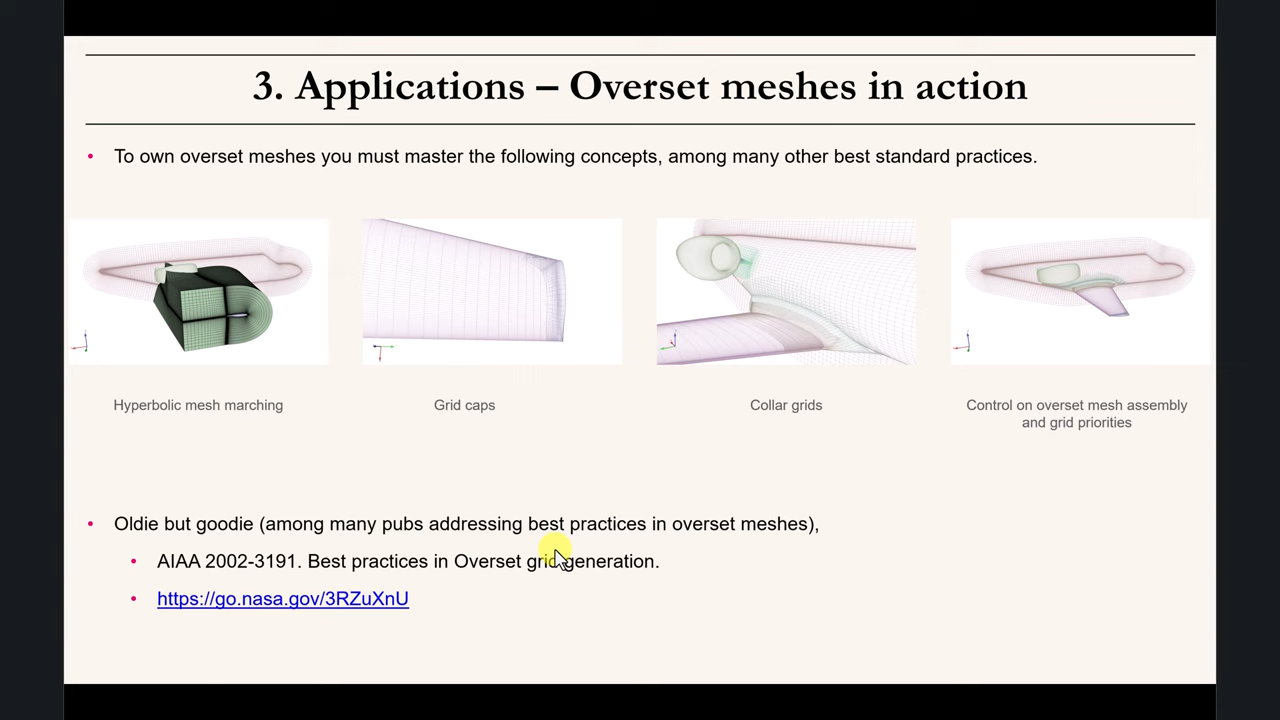 3. Applications – Overset meshes in action
• To own overset meshes you must master the following concepts, among many other best standard practices.
Hyperbolic mesh marching
Grid caps
Collar grids
Control on overset mesh assembly
and grid priorities
• Oldie but goodie (among many pubs addressing best practices in overset meshes),
• AIAA 2002-3191. Best practices in Overset grid generation.
• https://go.nasa.gov/3RZuXnU